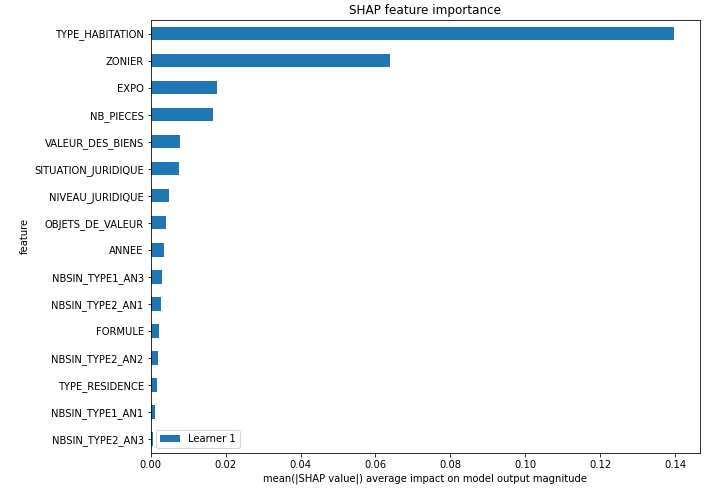 SHAP feature importance
TYPE_HABITATION
ZONIER
EXPO
NB_PIECES
VALEUR_DES_BIENS
SITUATION_JURIDIQUE
NIVEAU_JURIDIQUE
OBJETS_DE_VALEUR
ANNEE
NBSIN_TYPE1_AN3
NBSIN_TYPE2_AN1
FORMULE
NBSIN_TYPE2_AN2
TYPE_RESIDENCE
NBSIN_TYPE1_AN1
NBSIN_TYPE2_AN3
feature
Learner 1
0.00 0.02 0.04 0.06 0.08 0.10 0.12 0.14
mean(|SHAP value|) average impact on model output magnitude